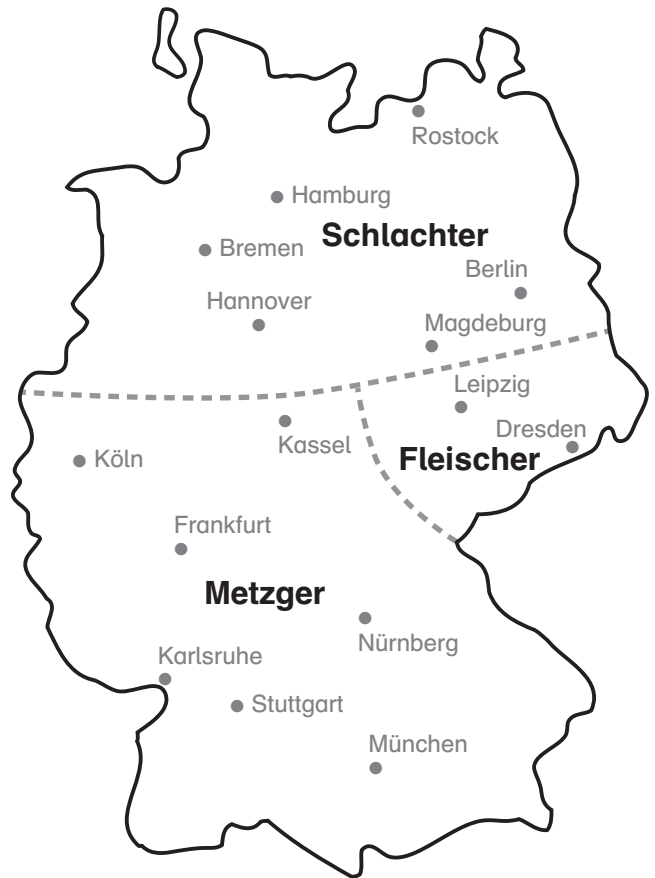 Rostock
Hamburg
Schlachter
Bremen
Berlin
Hannover
Magdeburg
Leipzig
Dresden
Kassel
Fleischer
Köln
Frankfurt
Metzger
Nürnberg
Karlsruhe
Stuttgart
München